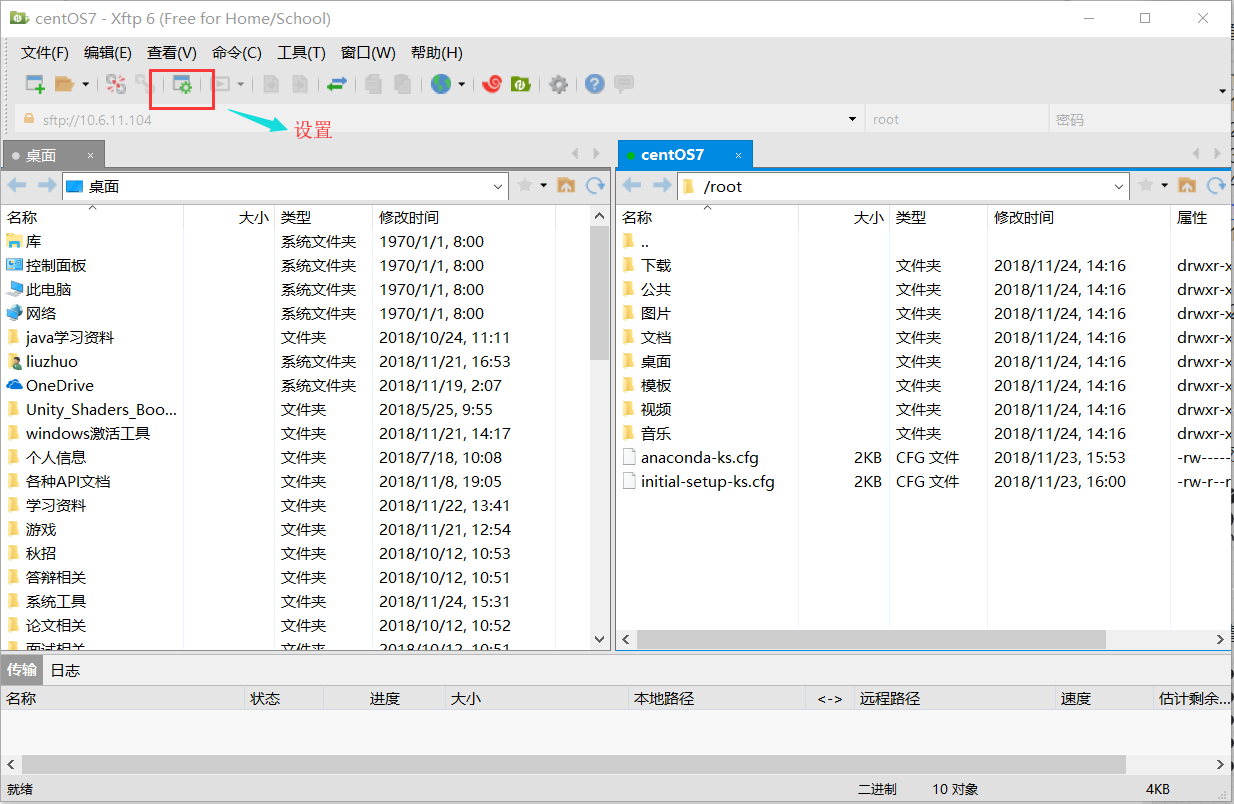 centOS7 - Xftp 6 (Free for Home/School)
文件(F) 编辑(E) 查看(V) 命令(C) 工具(T) 窗口(W) 帮助(H)
sftp://10.6.11.104 root 密码
设置
桌面 × centOS7 ×
桌面 /root
名称 大小 类型 修改时间
库 系统文件夹 1970/1/1, 8:00
控制面板 系统文件夹 1970/1/1, 8:00
此电脑 系统文件夹 1970/1/1, 8:00
网络 系统文件夹 1970/1/1, 8:00
java学习资料 文件夹 2018/10/24, 11:11
liuzhuo 系统文件夹 2018/11/21, 16:53
OneDrive 系统文件夹 2018/11/19, 2:07
Unity_Shaders_Boo... 文件夹 2018/5/25, 9:55
windows激活工具 文件夹 2018/11/21, 14:17
个人信息 文件夹 2018/7/18, 10:08
各种API文档 文件夹 2018/11/8, 19:05
学习资料 文件夹 2018/11/22, 13:41
游戏 文件夹 2018/11/21, 12:54
秋招 文件夹 2018/10/12, 10:53
答辩相关 文件夹 2018/10/12, 10:51
系统工具 文件夹 2018/11/24, 15:31
论文相关 文件夹 2018/10/12, 10:52
面试相关 文件夹 2018/10/12, 10:51
名称 大小 类型 修改时间 属性
..
下载 文件夹 2018/11/24, 14:16 drwxr-x
公共 文件夹 2018/11/24, 14:16 drwxr-x
图片 文件夹 2018/11/24, 14:16 drwxr-x
文档 文件夹 2018/11/24, 14:16 drwxr-x
桌面 文件夹 2018/11/24, 14:16 drwxr-x
模板 文件夹 2018/11/24, 14:16 drwxr-x
视频 文件夹 2018/11/24, 14:16 drwxr-x
音乐 文件夹 2018/11/24, 14:16 drwxr-x
anaconda-ks.cfg 2KB CFG 文件 2018/11/23, 15:53 -rw-----
initial-setup-ks.cfg 2KB CFG 文件 2018/11/23, 16:00 -rw-r--r
传输 日志
名称 状态 进度 大小 本地路径 <-> 远程路径 速度 估计剩余...
就绪 二进制 10 对象 4KB